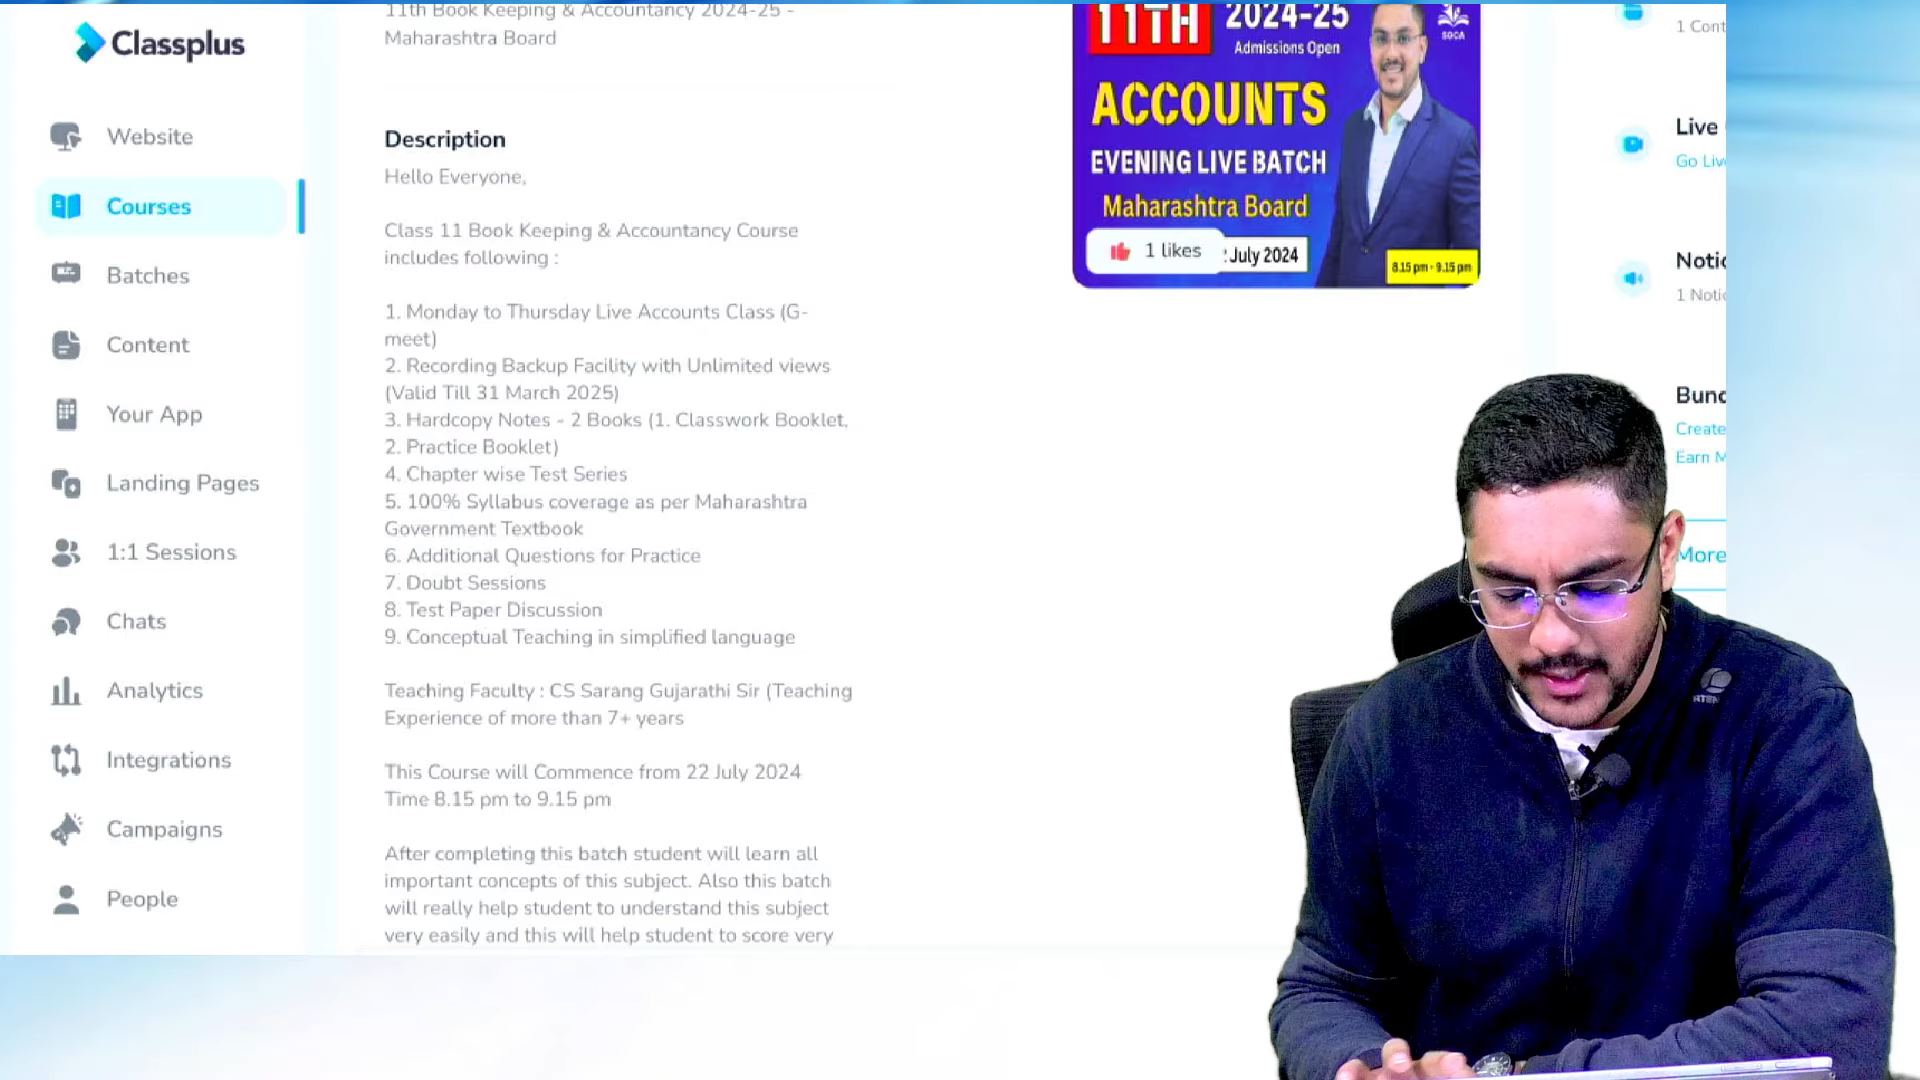 Classplus
Website
Courses
Batches
Content
Your App
Landing Pages
1:1 Sessions
Chats
Analytics
Integrations
Campaigns
People
11th Book Keeping & Accountancy 2024-25 -
Maharashtra Board
Description
Hello Everyone,
Class 11 Book Keeping & Accountancy Course
includes following :
1. Monday to Thursday Live Accounts Class (G-
meet)
2. Recording Backup Facility with Unlimited views
(Valid Till 31 March 2025)
3. Hardcopy Notes - 2 Books (1. Classwork Booklet,
2. Practice Booklet)
4. Chapter wise Test Series
5. 100% Syllabus coverage as per Maharashtra
Government Textbook
6. Additional Questions for Practice
7. Doubt Sessions
8. Test Paper Discussion
9. Conceptual Teaching in simplified language
Teaching Faculty : CS Sarang Gujarathi Sir (Teaching
Experience of more than 7+ years
This Course will Commence from 22 July 2024
Time 8.15 pm to 9.15 pm
After completing this batch student will learn all
important concepts of this subject. Also this batch
will really help student to understand this subject
very easily and this will help student to score very
11TH
2024-25
Admissions Open
SGCA
ACCOUNTS
EVENING LIVE BATCH
Maharashtra Board
1 likes
July 2024
8.15 pm - 9.15 pm
1 Cont
Live
Go Liv
Notic
1 Notic
Bund
Create
Earn M
More